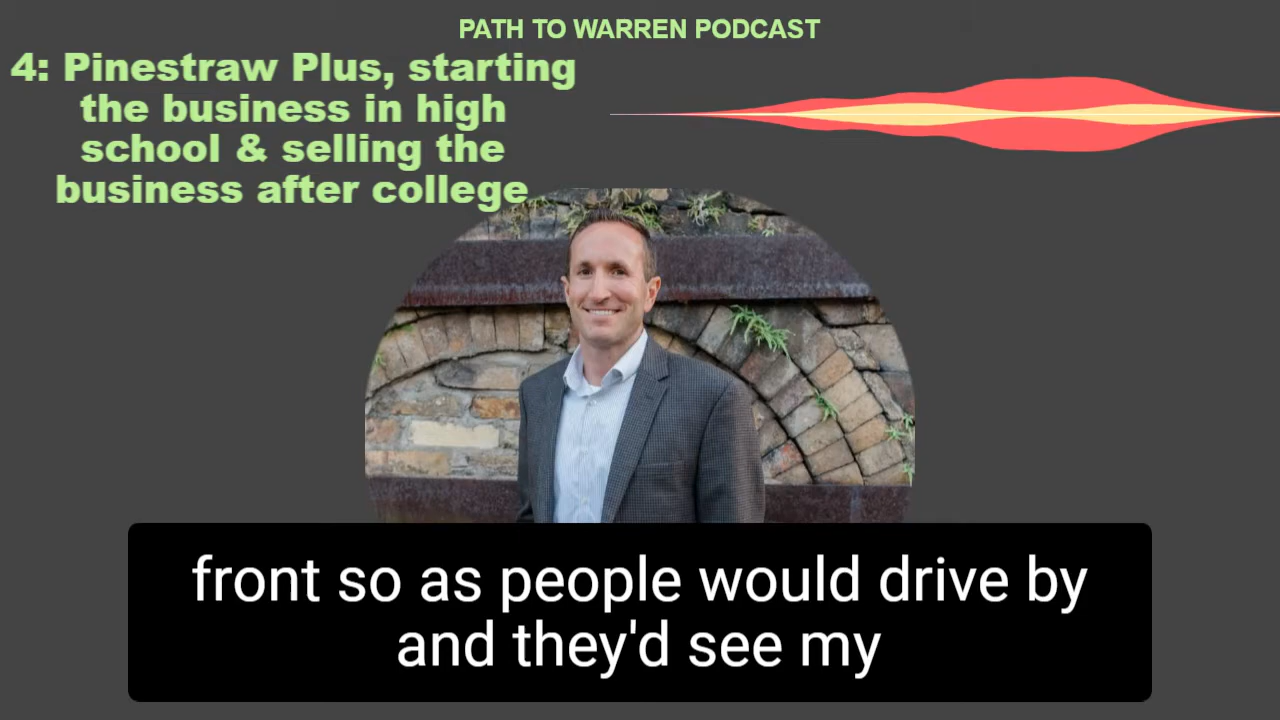 PATH TO WARREN PODCAST
4: Pinestraw Plus, starting
the business in high
school & selling the
business after college
front so as people would drive by
and they'd see my